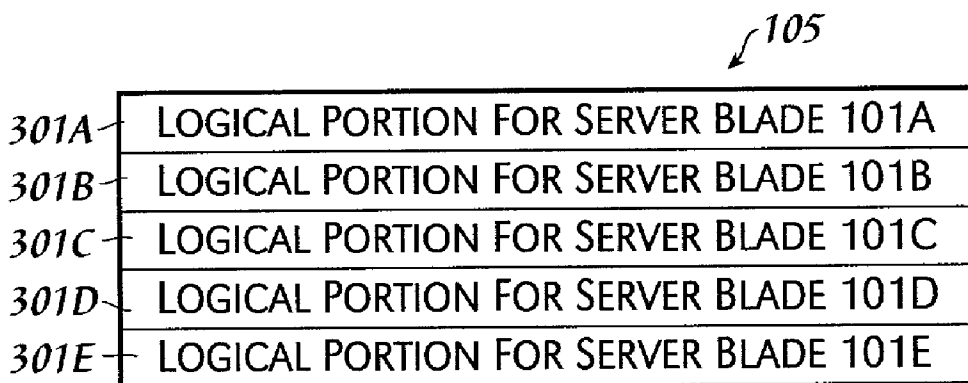 105
301A LOGICAL PORTION FOR SERVER BLADE 101A
301B LOGICAL PORTION FOR SERVER BLADE 101B
301C LOGICAL PORTION FOR SERVER BLADE 101C
301D LOGICAL PORTION FOR SERVER BLADE 101D
301E LOGICAL PORTION FOR SERVER BLADE 101E